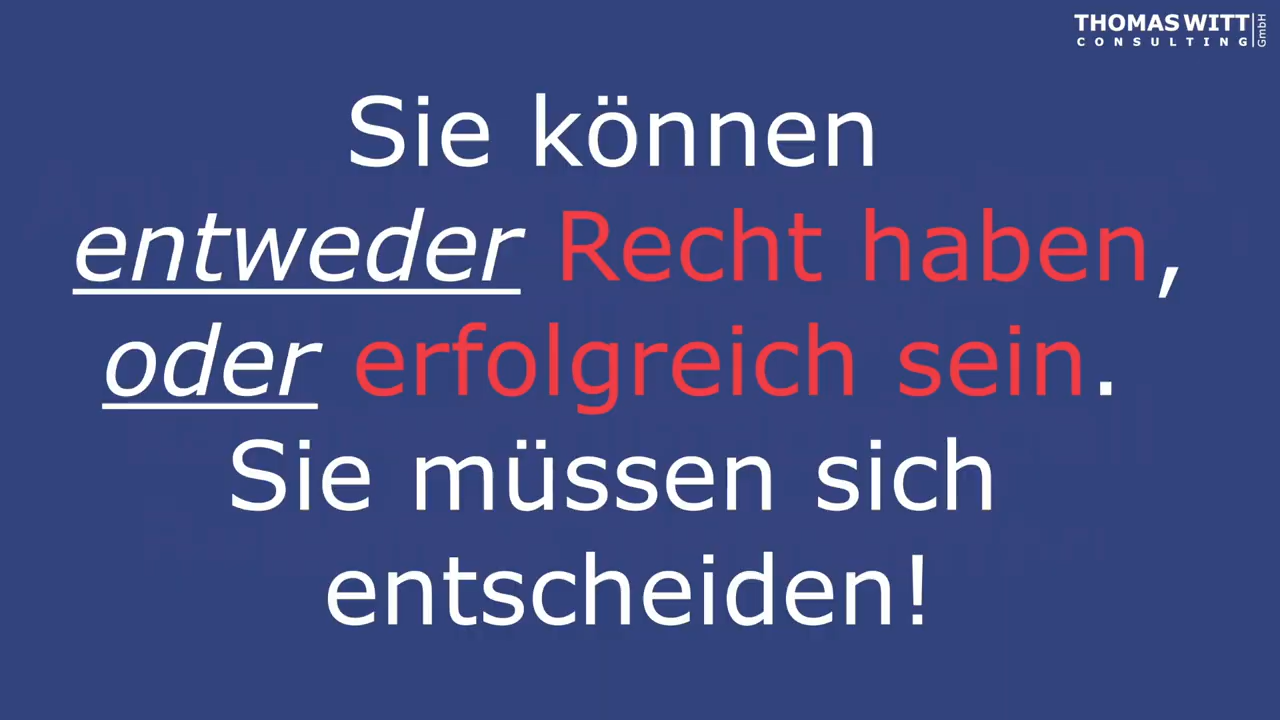 THOMAS WITT
CONSULTING
GmbH
Sie können
entweder Recht haben,
oder erfolgreich sein.
Sie müssen sich
entscheiden!